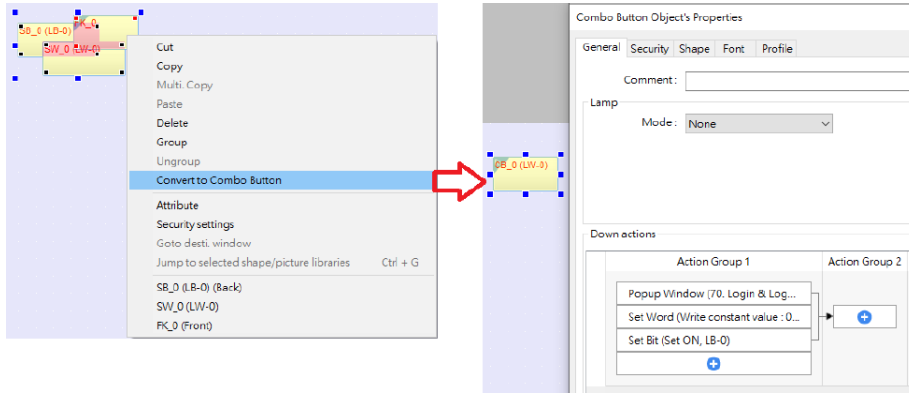 SB_0 (LB-0)
FK_0
SW_0 (LW-0)
Cut
Copy
Multi. Copy
Paste
Delete
Group
Ungroup
Convert to Combo Button
Attribute
Security settings
Goto desti. window
Jump to selected shape/picture libraries Ctrl + G
SB_0 (LB-0) (Back)
SW_0 (LW-0)
FK_0 (Front)
CB_0 (LW-0)
Combo Button Object's Properties
General Security Shape Font Profile
Comment:
Lamp
Mode: None
Down actions
Action Group 1 Action Group 2
Popup Window (70. Login & Log...
Set Word (Write constant value : 0...
Set Bit (Set ON, LB-0)